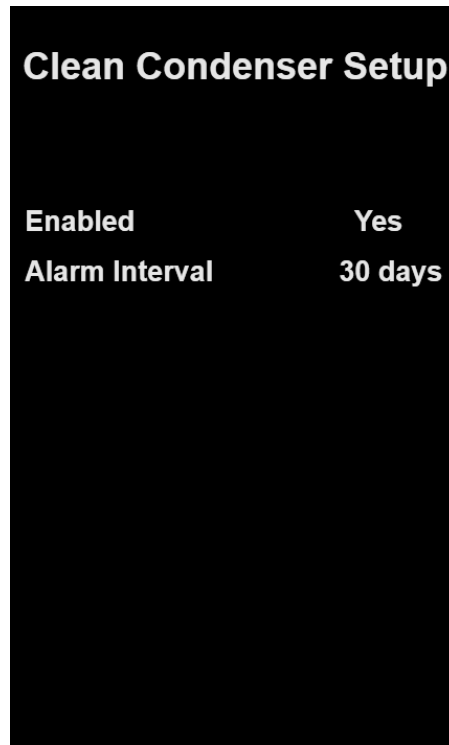 Clean Condenser Setup
Enabled Yes
Alarm Interval 30 days